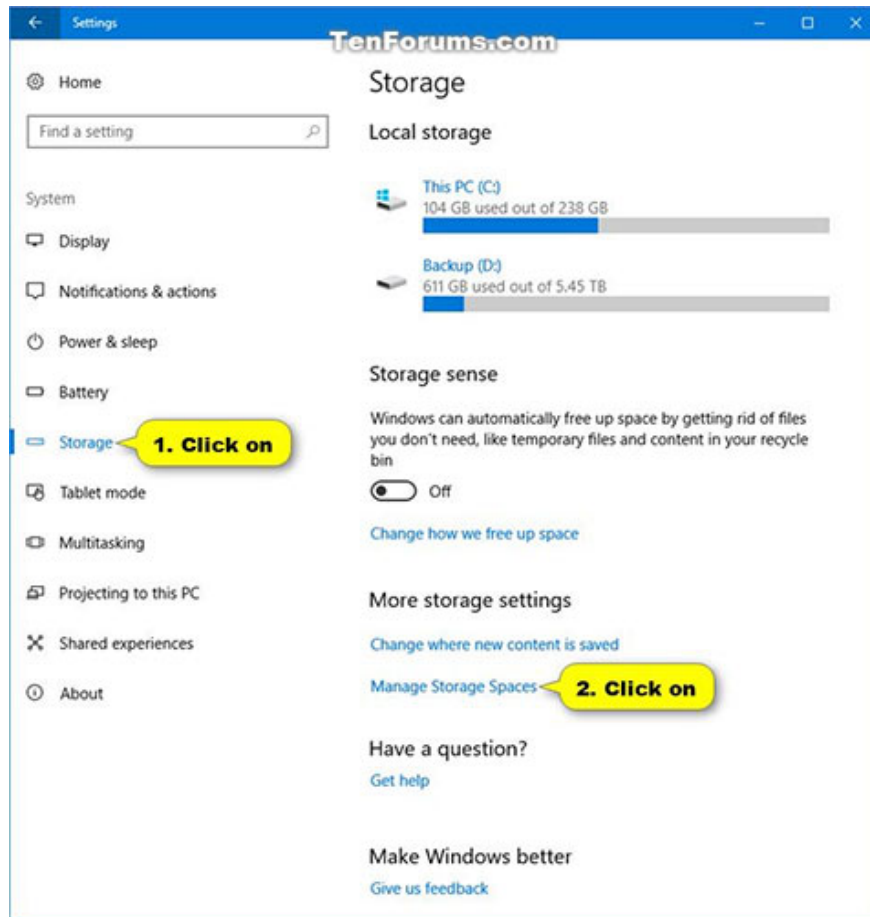 Settings
TenForums.com
Home
Find a setting
System
Display
Notifications & actions
Power & sleep
Battery
Storage
1. Click on
Tablet mode
Multitasking
Projecting to this PC
Shared experiences
About
Storage
Local storage
This PC (C:)
104 GB used out of 238 GB
Backup (D:)
611 GB used out of 5.45 TB
Storage sense
Windows can automatically free up space by getting rid of files
you don't need, like temporary files and content in your recycle
bin
Off
Change how we free up space
More storage settings
Change where new content is saved
Manage Storage Spaces
2. Click on
Have a question?
Get help
Make Windows better
Give us feedback